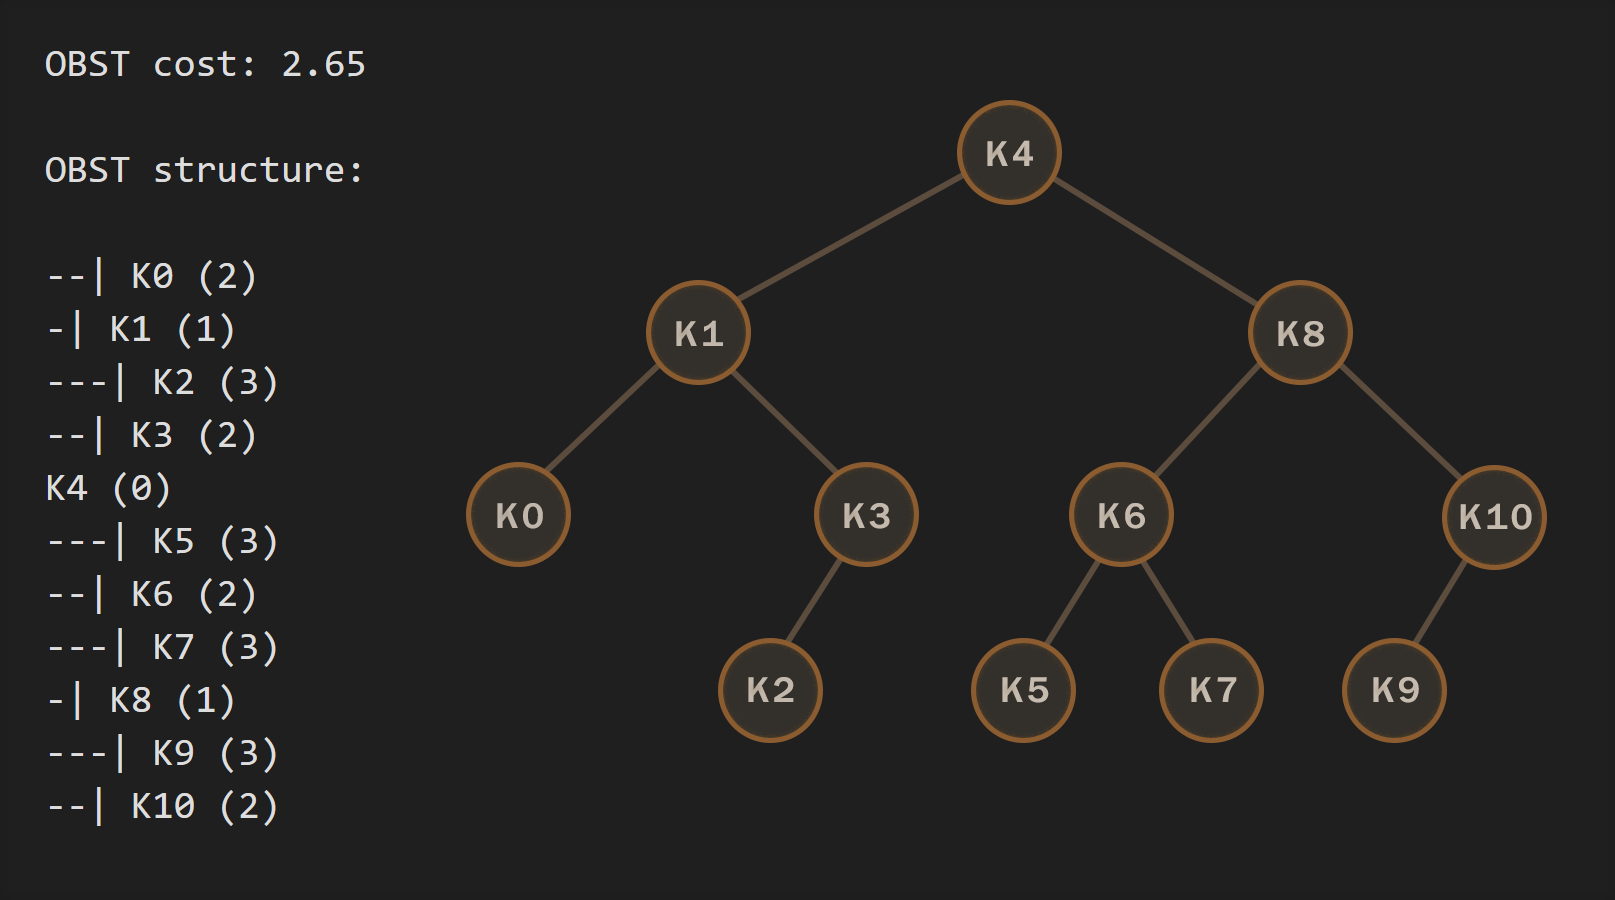 OBST cost: 2.65
OBST structure:
--| K0 (2)
-| K1 (1)
---| K2 (3)
--| K3 (2)
K4 (0)
---| K5 (3)
--| K6 (2)
---| K7 (3)
-| K8 (1)
---| K9 (3)
--| K10 (2)
K4
K1
K8
K0
K3
K6
K10
K2
K5
K7
K9